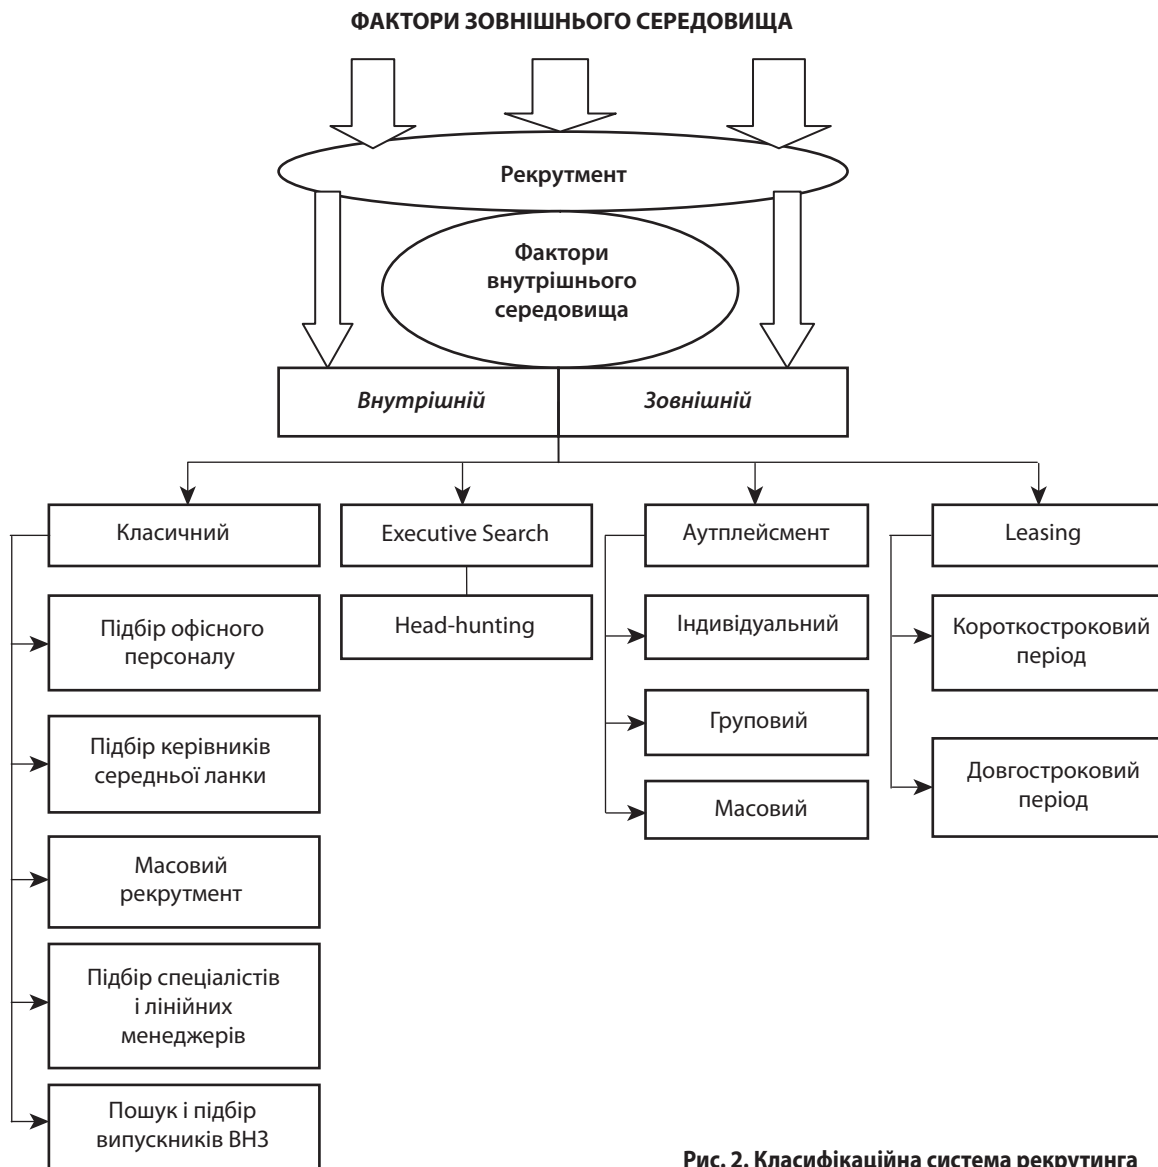 ФАКТОРИ ЗОВНІШНЬОГО СЕРЕДОВИЩА
Рекрутмент
Фактори
внутрішнього
середовища
Внутрішній
Зовнішній
Класичний
Executive Search
Аутплейсмент
Leasing
Підбір офісного
персоналу
Head-hunting
Індивідуальний
Короткостроковий
період
Підбір керівників
середньої ланки
Груповий
Довгостроковий
період
Масовий
Масовий
рекрутмент
Підбір спеціалістів
і лінійних
менеджерів
Пошук і підбір
випускників ВНЗ
Рис. 2. Класифікаційна система рекрутинга